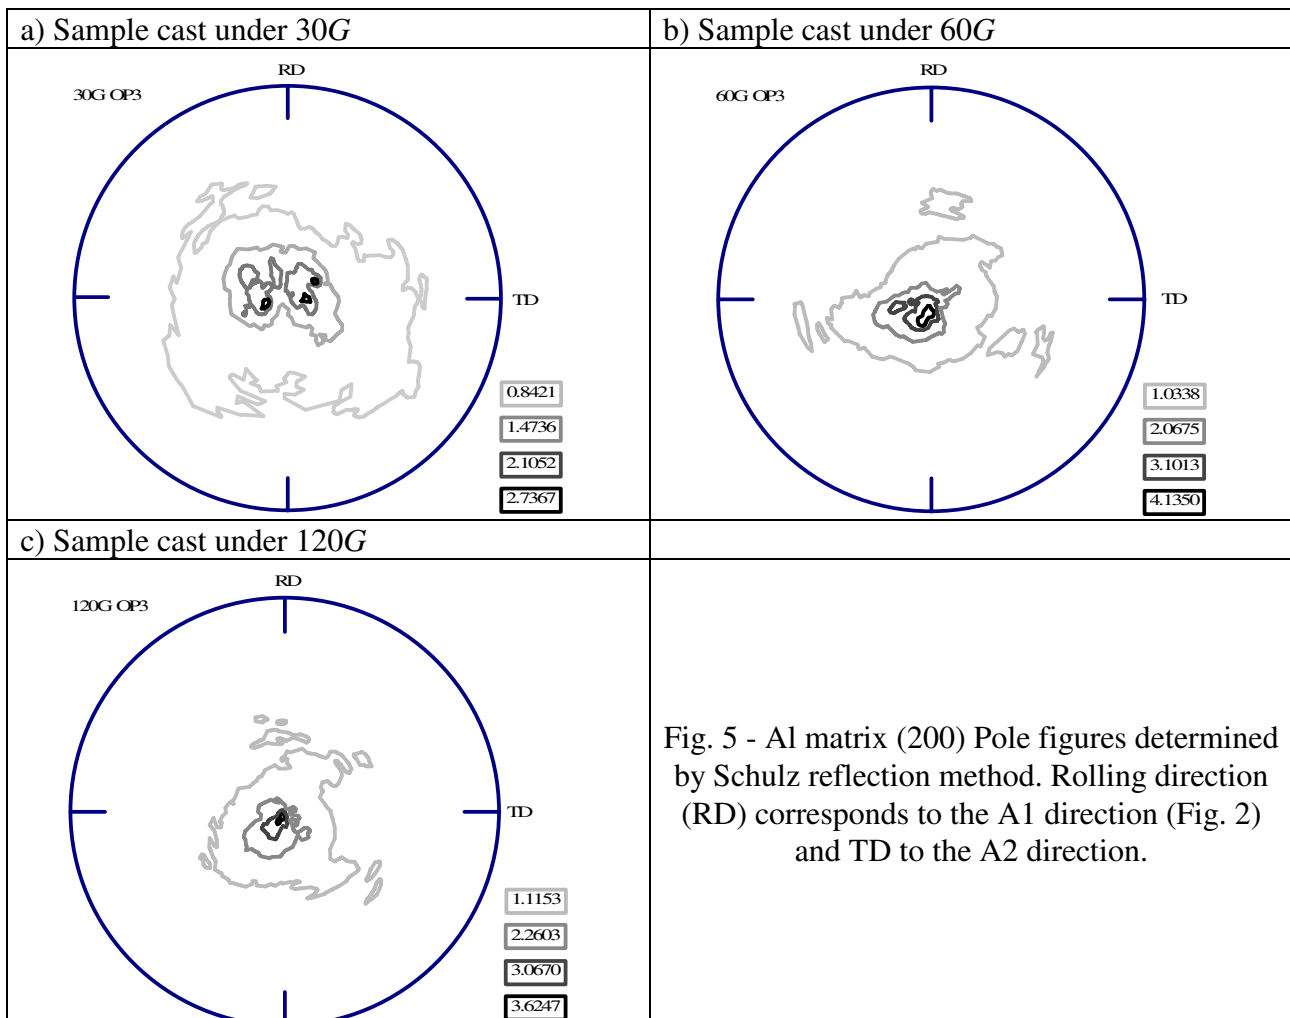 a) Sample cast under 30G
b) Sample cast under 60G
30G OP3
RD
TD
0.8421
1.4736
2.1052
2.7367
60G OP3
RD
TD
1.0338
2.0675
3.1013
4.1350
c) Sample cast under 120G
120G OP3
RD
TD
1.1153
2.2603
3.0670
3.6247
Fig. 5 - Al matrix (200) Pole figures determined
by Schulz reflection method. Rolling direction
(RD) corresponds to the A1 direction (Fig. 2)
and TD to the A2 direction.